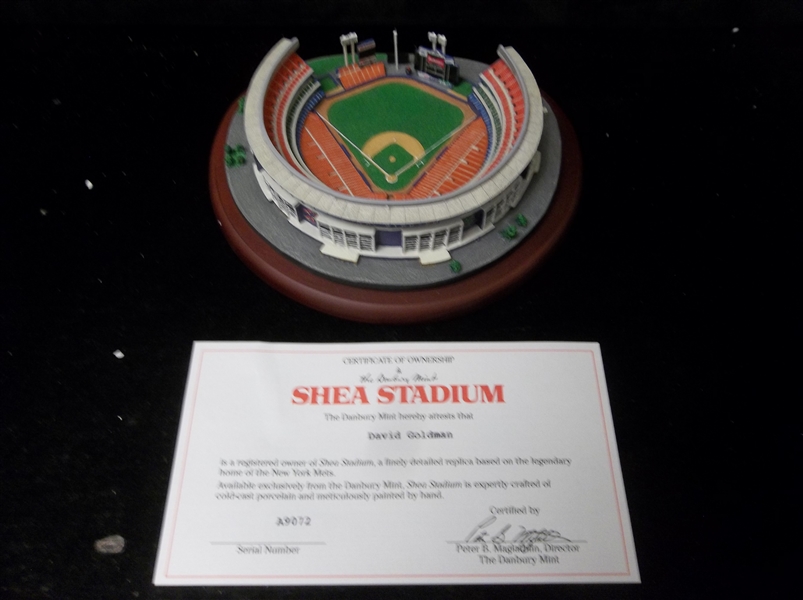 CERTIFICATE OF OWNERSHIP
The Danbury Mint
SHEA STADIUM
The Danbury Mint hereby attests that
David Goldman
is a registered owner of Shea Stadium, a finely detailed replica based on the legendary
home of the New York Mets.
Available exclusively from the Danbury Mint, Shea Stadium is expertly crafted of
cold-cast porcelain and meticulously painted by hand.
Certified by
A9072
Serial Number
Peter B. Maglathlin, Director
The Danbury Mint